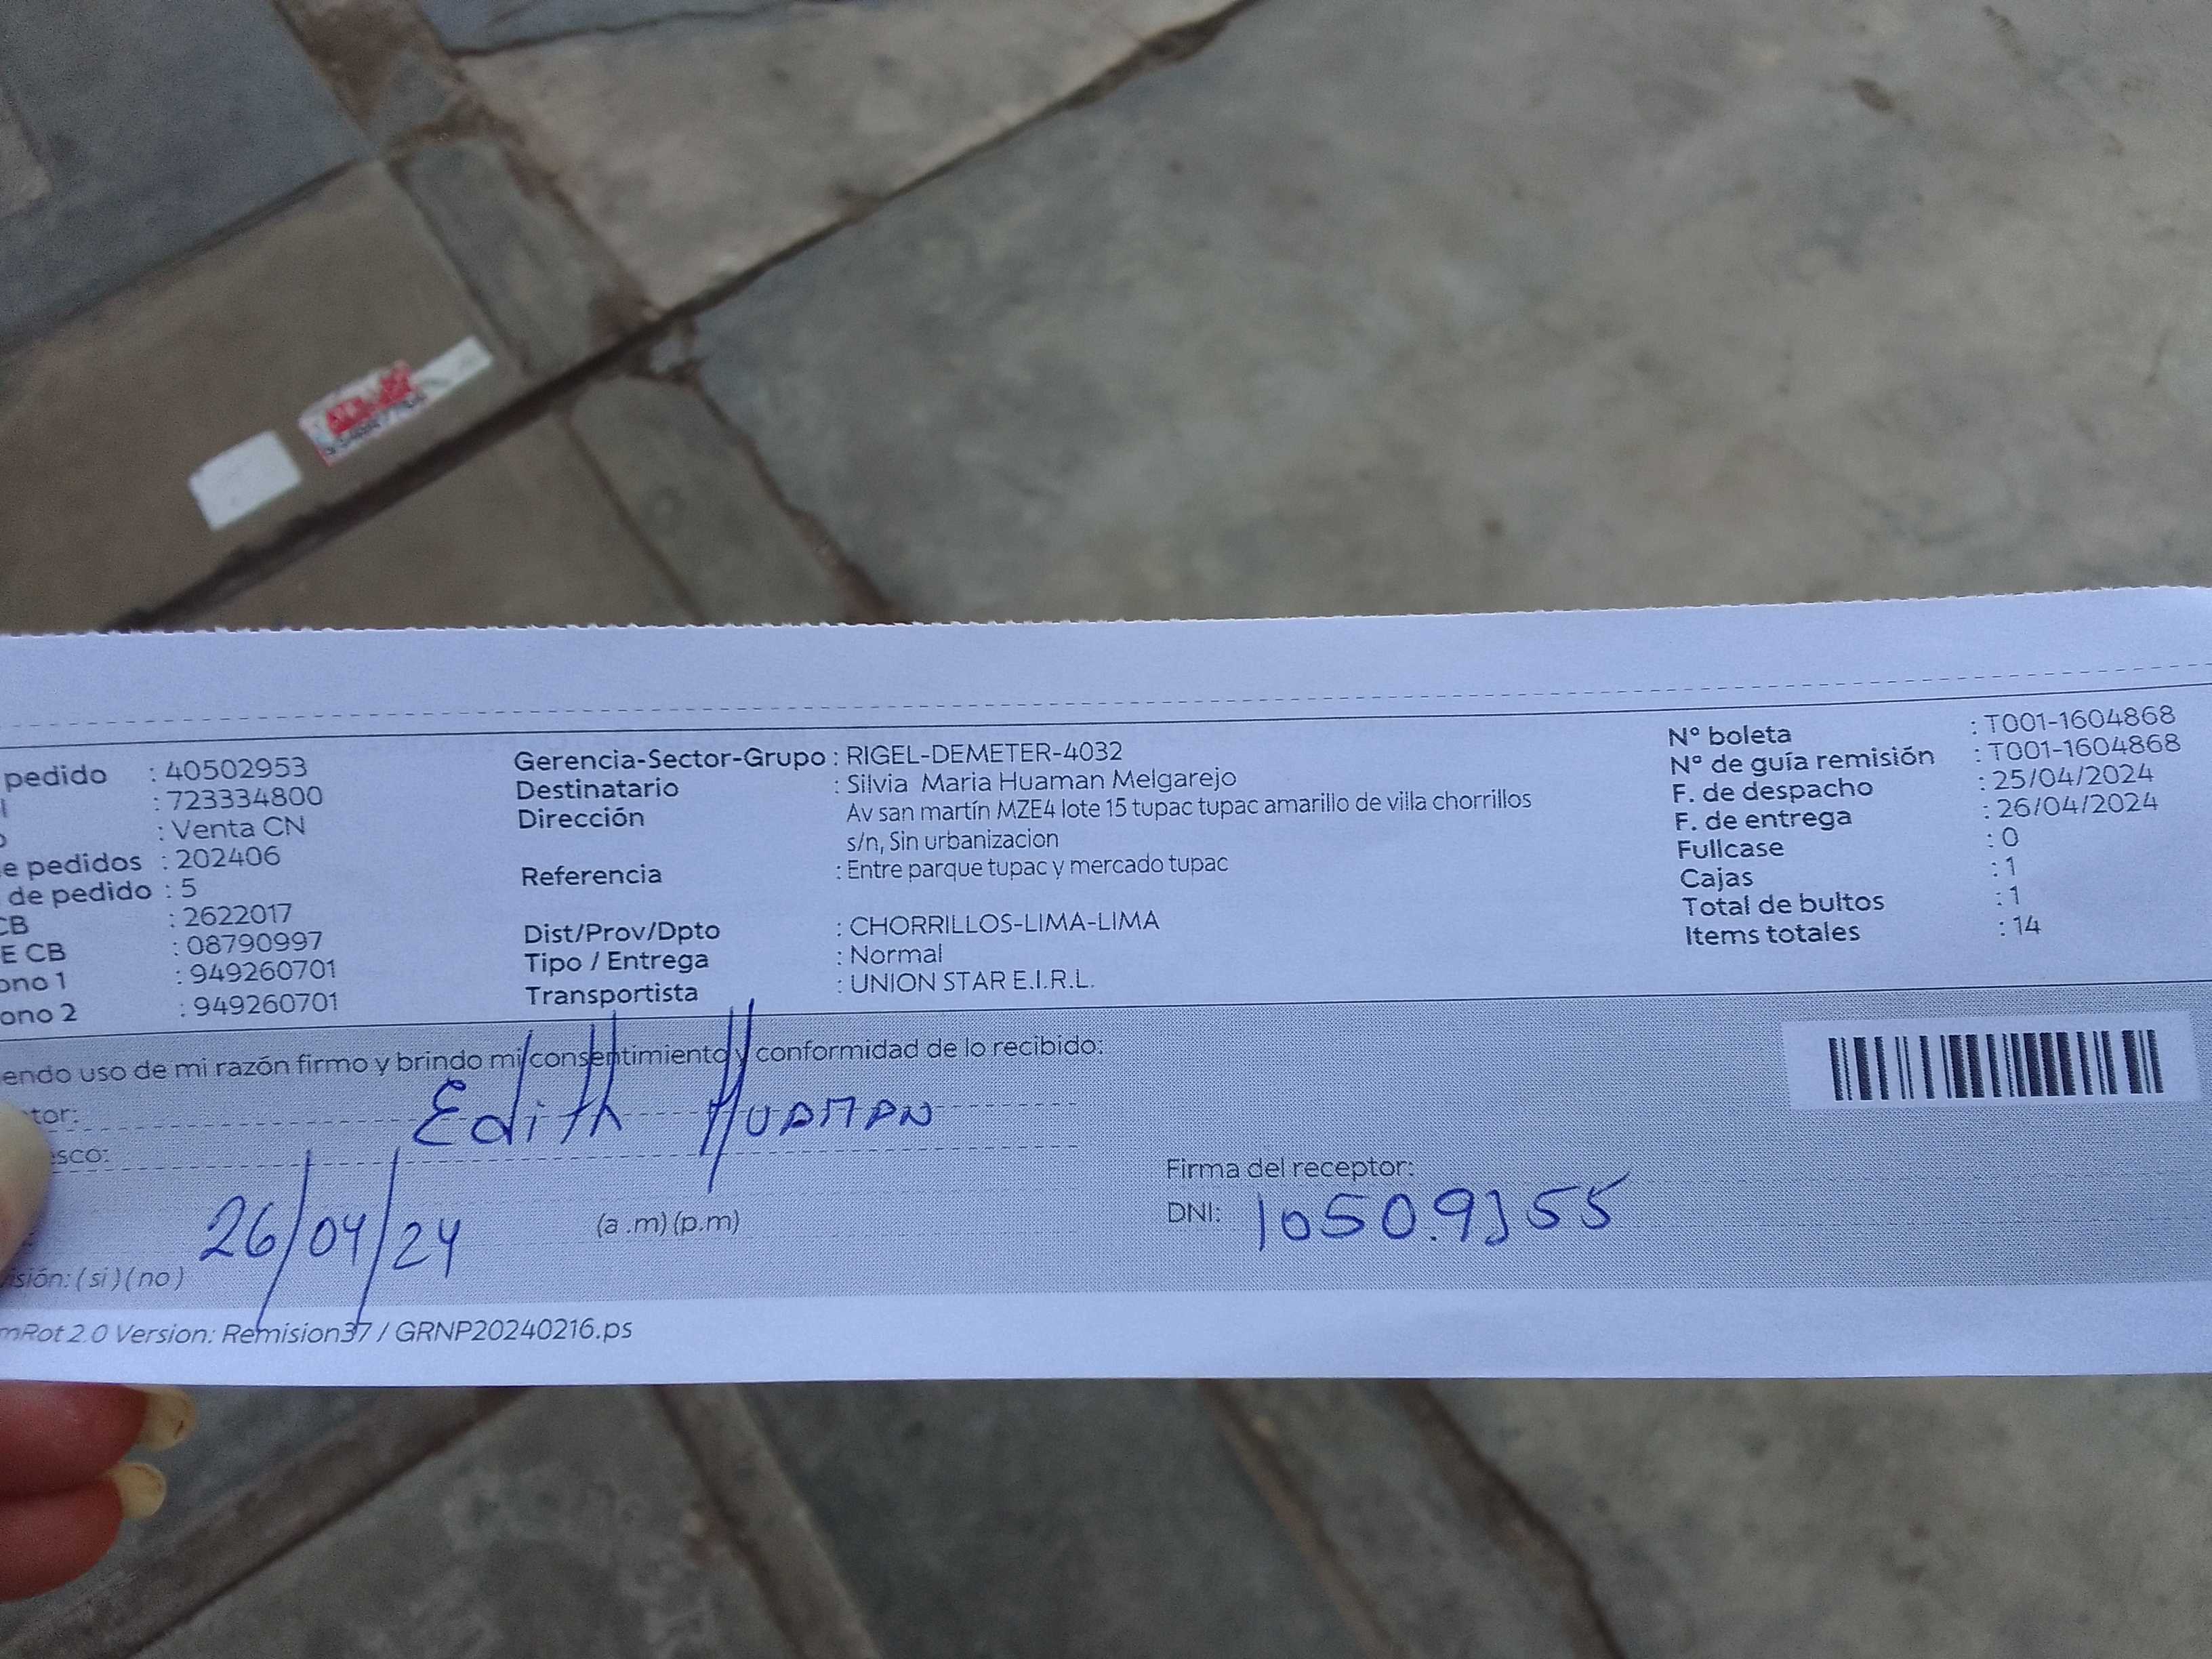 pedido : 40502953
: 723334800
: Venta CN
e pedidos : 202406
de pedido : 5
CB : 2622017
E CB : 08790997
ono 1 : 949260701
ono 2 : 949260701
Gerencia-Sector-Grupo : RIGEL-DEMETER-4032
Destinatario : Silvia Maria Huaman Melgarejo
Dirección Av san martín MZE4 lote 15 tupac tupac amarillo de villa chorrillos
s/n, Sin urbanizacion
Referencia : Entre parque tupac y mercado tupac
Dist/Prov/Dpto : CHORRILLOS-LIMA-LIMA
Tipo / Entrega : Normal
Transportista : UNION STAR E.I.R.L.
Nº boleta : T001-1604868
Nº de guía remisión : T001-1604868
F. de despacho : 25/04/2024
F. de entrega : 26/04/2024
Fullcase : 0
Cajas : 1
Total de bultos : 1
Items totales : 14
endo uso de mi razón firmo y brindo mi consentimiento y conformidad de lo recibido:
tor: Edith HUAMAN
sco:
Firma del receptor:
26/04/24 (a .m) (p.m)
DNI: 10509355
sión: ( si ) ( no )
mRot 2.0 Version: Remision37 / GRNP20240216.ps